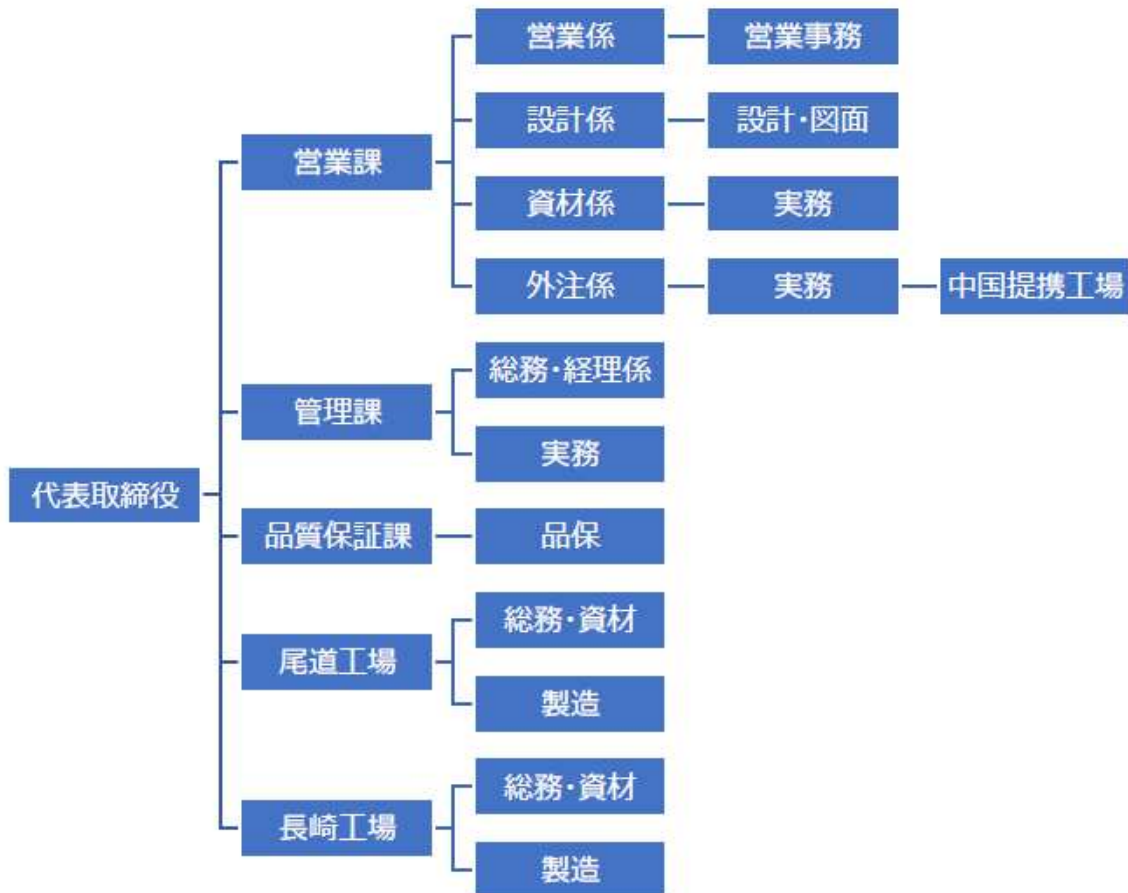 代表取締役
営業課
営業係
営業事務
設計係
設計・図面
資材係
実務
外注係
実務
中国提携工場
管理課
総務・経理係
実務
品質保証課
品保
尾道工場
総務・資材
製造
長崎工場
総務・資材
製造